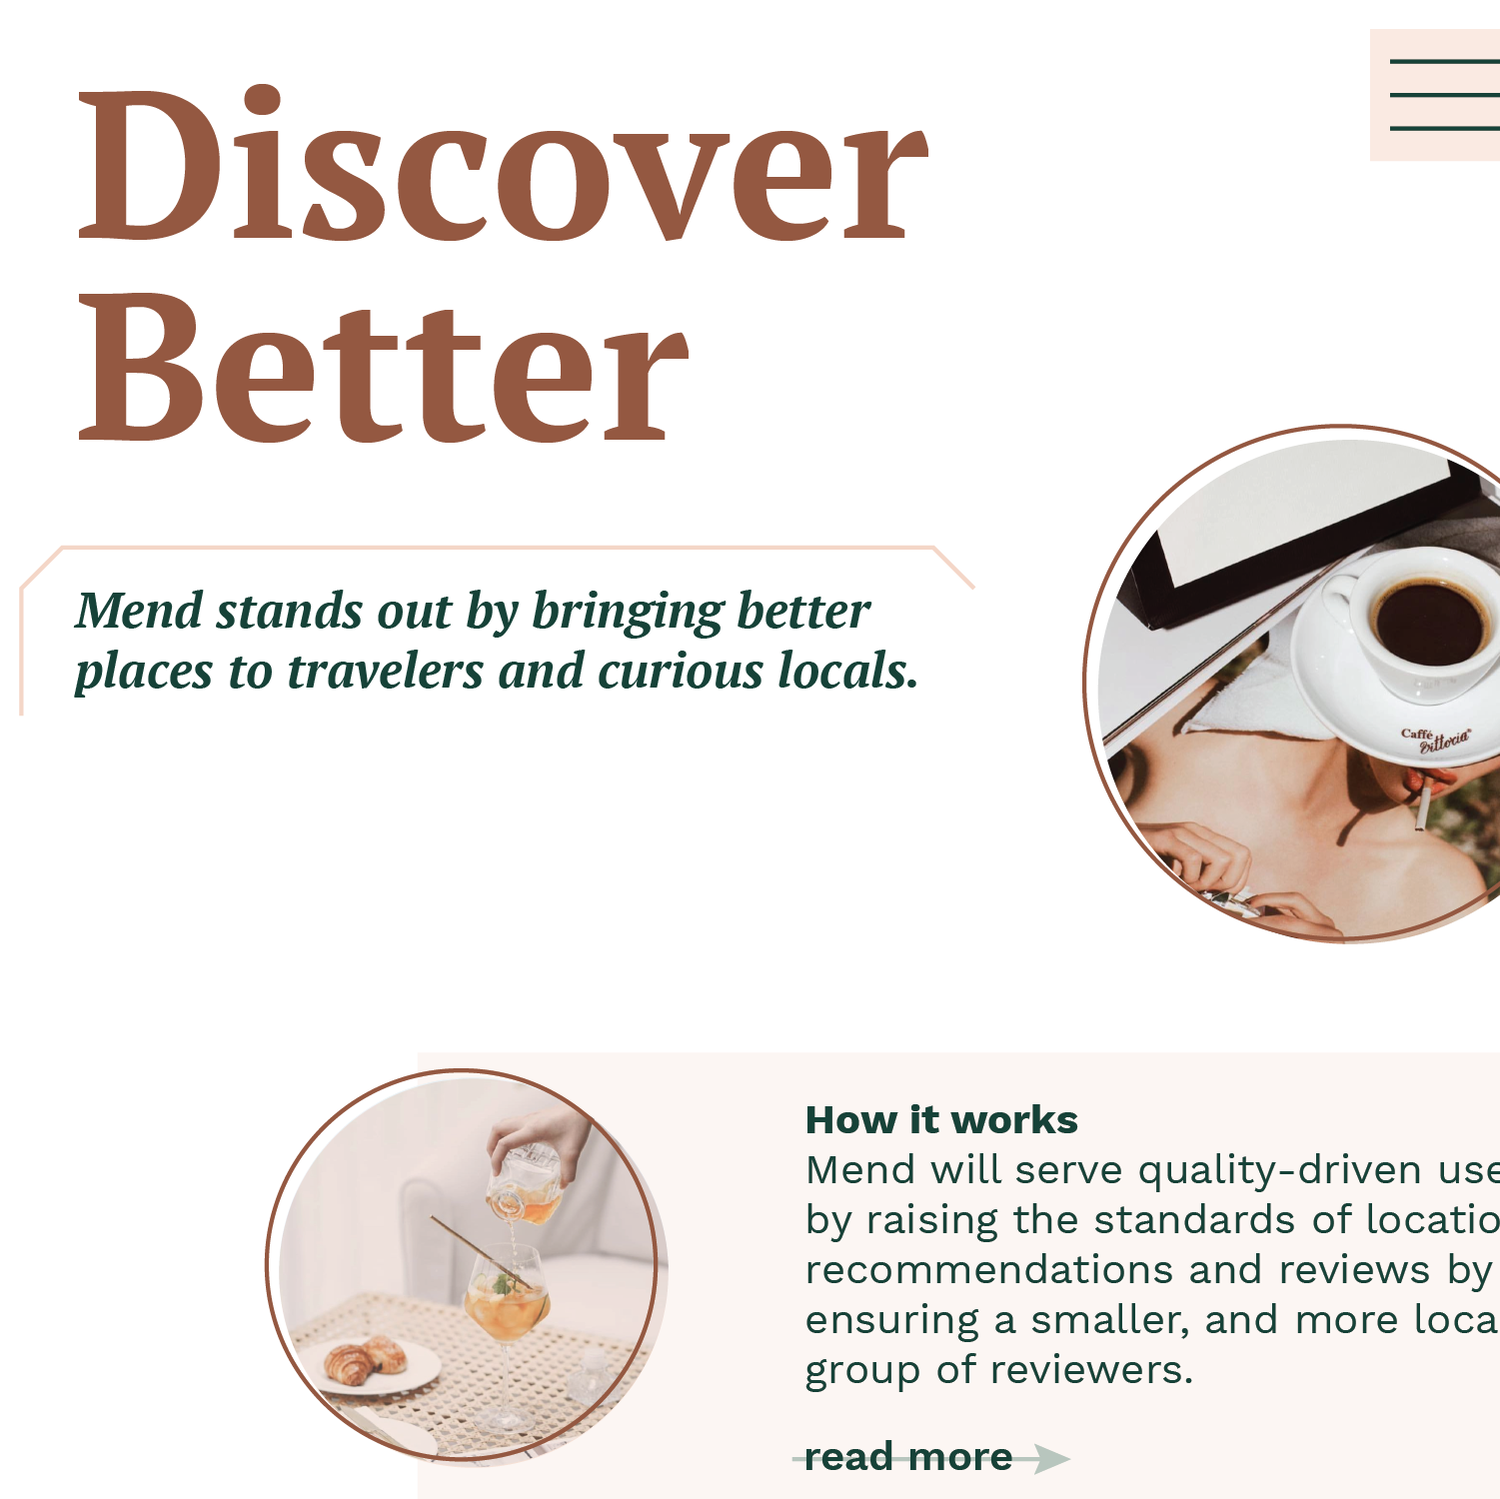 Discover
Better
Mend stands out by bringing better
places to travelers and curious locals.
Caffé
Vittoria®
How it works
Mend will serve quality-driven use
by raising the standards of locatio
recommendations and reviews by
ensuring a smaller, and more loca
group of reviewers.
read more